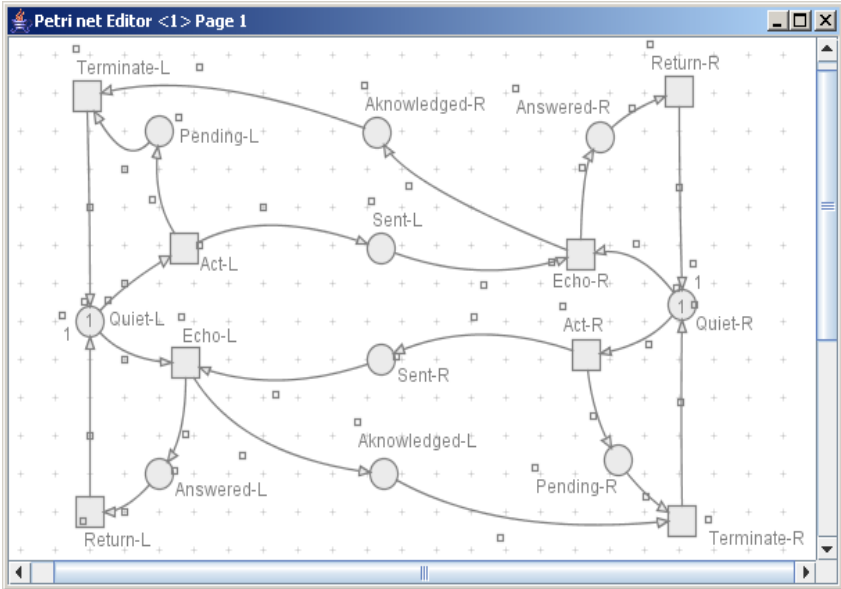 Petri net Editor <1> Page 1
Terminate-L
Return-R
Aknowledged-R
Answered-R
Pending-L
Sent-L
Act-L
Echo-R
1
1
1
Quiet-L
Quiet-R
1
Echo-L
Act-R
Sent-R
Aknowledged-L
Answered-L
Pending-R
Return-L
Terminate-R